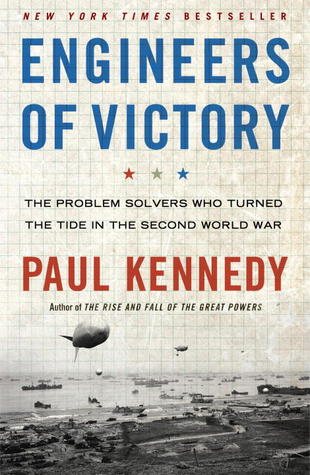 NEW YORK TIMES BESTSELLER
ENGINEERS
OF VICTORY
THE PROBLEM SOLVERS WHO TURNED
THE TIDE IN THE SECOND WORLD WAR
PAUL KENNEDY
Author of THE RISE AND FALL OF THE GREAT POWERS